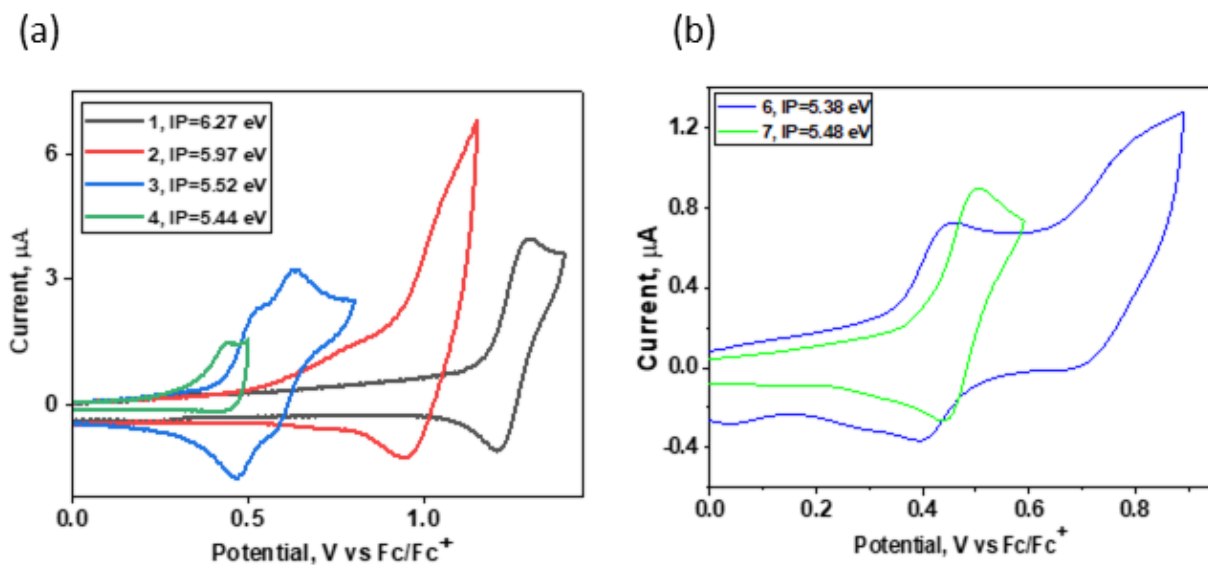 (a)
(b)
1, IP=6.27 eV
2, IP=5.97 eV
3, IP=5.52 eV
4, IP=5.44 eV
6
3
0
Current, μA
0.0
0.5
1.0
Potential, V vs Fc/Fc⁺
6, IP=5.38 eV
7, IP=5.48 eV
1.2
0.8
0.4
0.0
-0.4
Current, μA
0.0
0.2
0.4
0.6
0.8
Potential, V vs Fc/Fc⁺